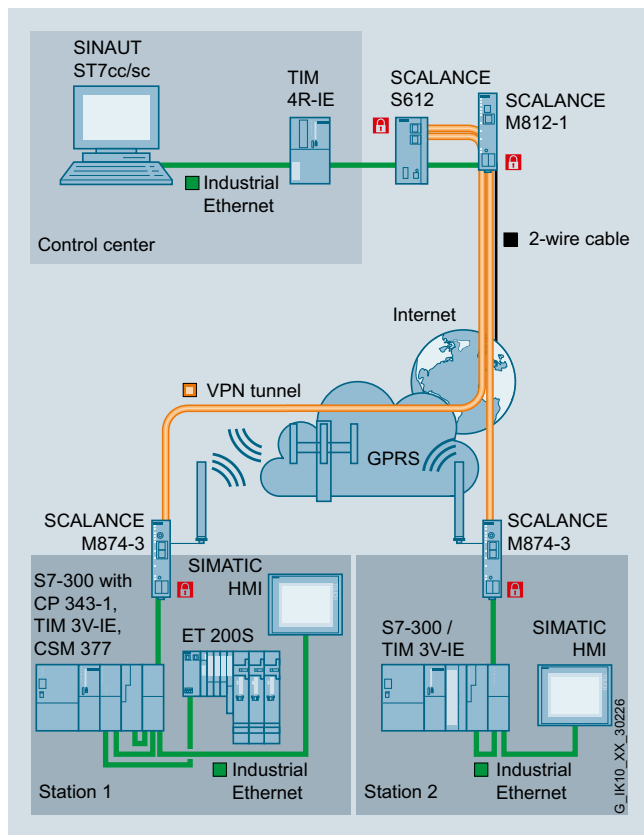 SINAUT
ST7cc/sc
TIM
4R-IE
SCALANCE
S612
SCALANCE
M812-1
Industrial
Ethernet
Control center
2-wire cable
Internet
VPN tunnel
GPRS
SCALANCE
M874-3
SCALANCE
M874-3
S7-300 with
CP 343-1,
TIM 3V-IE,
CSM 377
SIMATIC
HMI
ET 200S
Industrial
Ethernet
Station 1
S7-300 /
TIM 3V-IE
SIMATIC
HMI
Industrial
Ethernet
Station 2
G_IK10_XX_30226